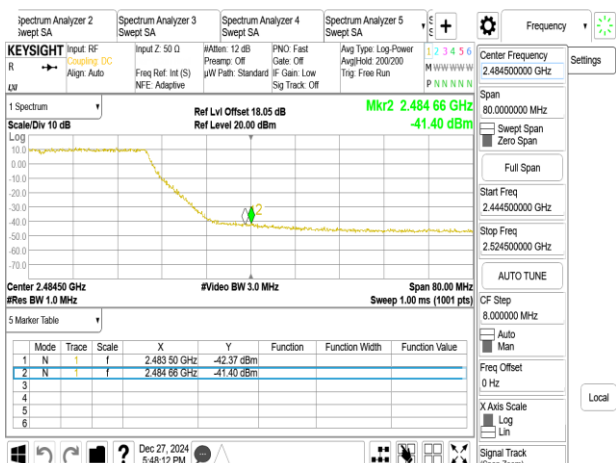 Spectrum Analyzer 2
Swept SA
Spectrum Analyzer 3
Swept SA
Spectrum Analyzer 4
Swept SA
Spectrum Analyzer 5
Swept SA
Frequency
KEYSIGHT
R
Input: RF
Coupling: DC
Align: Auto
Input Z: 50 Ω
Freq Ref: Int (S)
NFE: Adaptive
#Atten: 12 dB
Preamp: Off
µW Path: Standard
PNO: Fast
Gate: Off
IF Gain: Low
Sig Track: Off
Avg Type: Log-Power
Avg|Hold: 200/200
Trig: Free Run
1 2 3 4 5 6
M W W W W W
P N N N N N
1 Spectrum
Scale/Div 10 dB
Ref Lvl Offset 18.05 dB
Ref Level 20.00 dBm
Mkr2 2.484 66 GHz
-41.40 dBm
Log
10.0
0.00
-10.0
-20.0
-30.0
-40.0
-50.0
-60.0
-70.0
2
Center 2.48450 GHz
#Res BW 1.0 MHz
#Video BW 3.0 MHz
Span 80.00 MHz
Sweep 1.00 ms (1001 pts)
5 Marker Table
Mode Trace Scale X Y Function Function Width Function Value
1 N 1 f 2.483 50 GHz -42.37 dBm
2 N 1 f 2.484 66 GHz -41.40 dBm
3
4
5
6
Dec 27, 2024
5:48:12 PM
Center Frequency
2.484500000 GHz
Span
80.0000000 MHz
Swept Span
Zero Span
Full Span
Start Freq
2.444500000 GHz
Stop Freq
2.524500000 GHz
AUTO TUNE
CF Step
8.000000 MHz
Auto
Man
Freq Offset
0 Hz
X Axis Scale
Log
Lin
Signal Track
Settings
Local